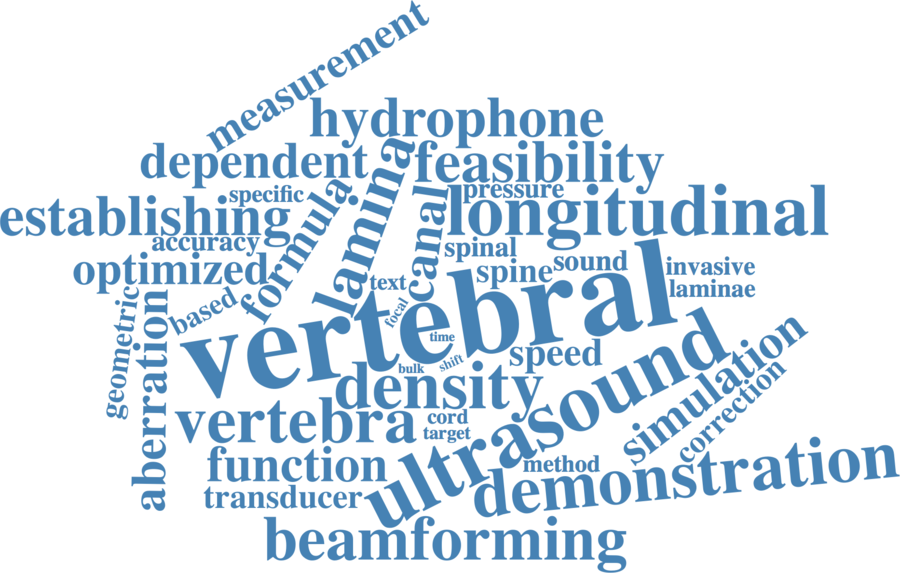 measurement
hydrophone
dependent
feasibility
specific
pressure
formula
lamina
canal
longitudinal
establishing
accuracy
spinal
optimized
spine
sound
invasive
text
laminae
based
focal
vertebral
geometric
aberration
time
bulk
shift
speed
density
ultrasound
simulation
correction
vertebra
cord
target
function
method
demonstration
transducer
beamforming